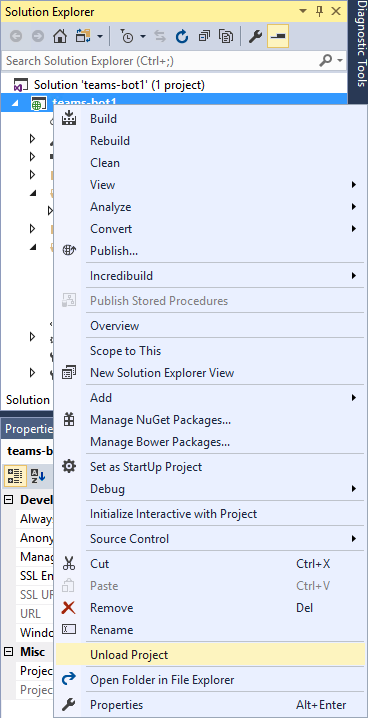 Solution Explorer
Diagnostic Tools
Search Solution Explorer (Ctrl+;)
Solution 'teams-bot1' (1 project)
teams-bot1
Build
Rebuild
Clean
View
Analyze
Convert
Publish...
Incredibuild
Publish Stored Procedures
Overview
Scope to This
New Solution Explorer View
Add
Solution
Manage NuGet Packages...
Properties
Manage Bower Packages...
teams-b
Set as StartUp Project
Debug
Devel
Initialize Interactive with Project
Always
Anony
Source Control
Manag
Cut Ctrl+X
SSL En
Paste Ctrl+V
SSL UR
Remove Del
URL
Rename
Windo
Misc
Unload Project
Project
Open Folder in File Explorer
Project
Properties Alt+Enter